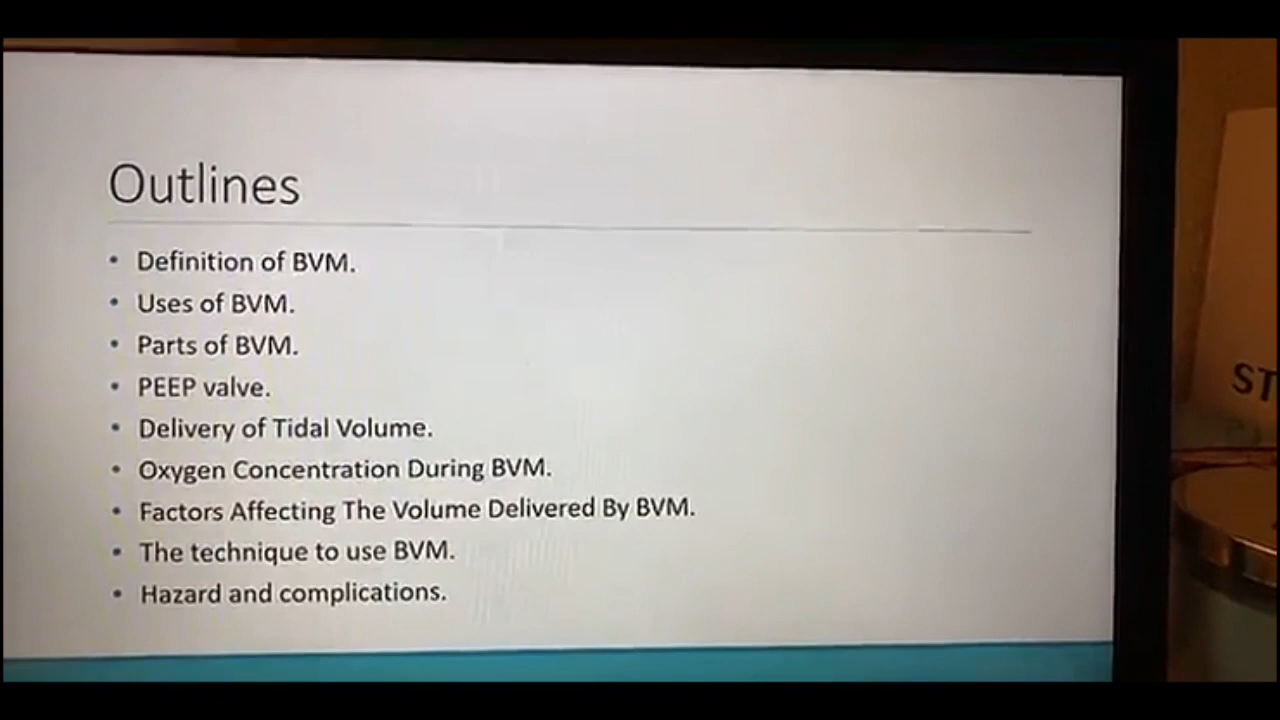 Outlines
• Definition of BVM.
• Uses of BVM.
• Parts of BVM.
• PEEP valve.
• Delivery of Tidal Volume.
• Oxygen Concentration During BVM.
• Factors Affecting The Volume Delivered By BVM.
• The technique to use BVM.
• Hazard and complications.
ST